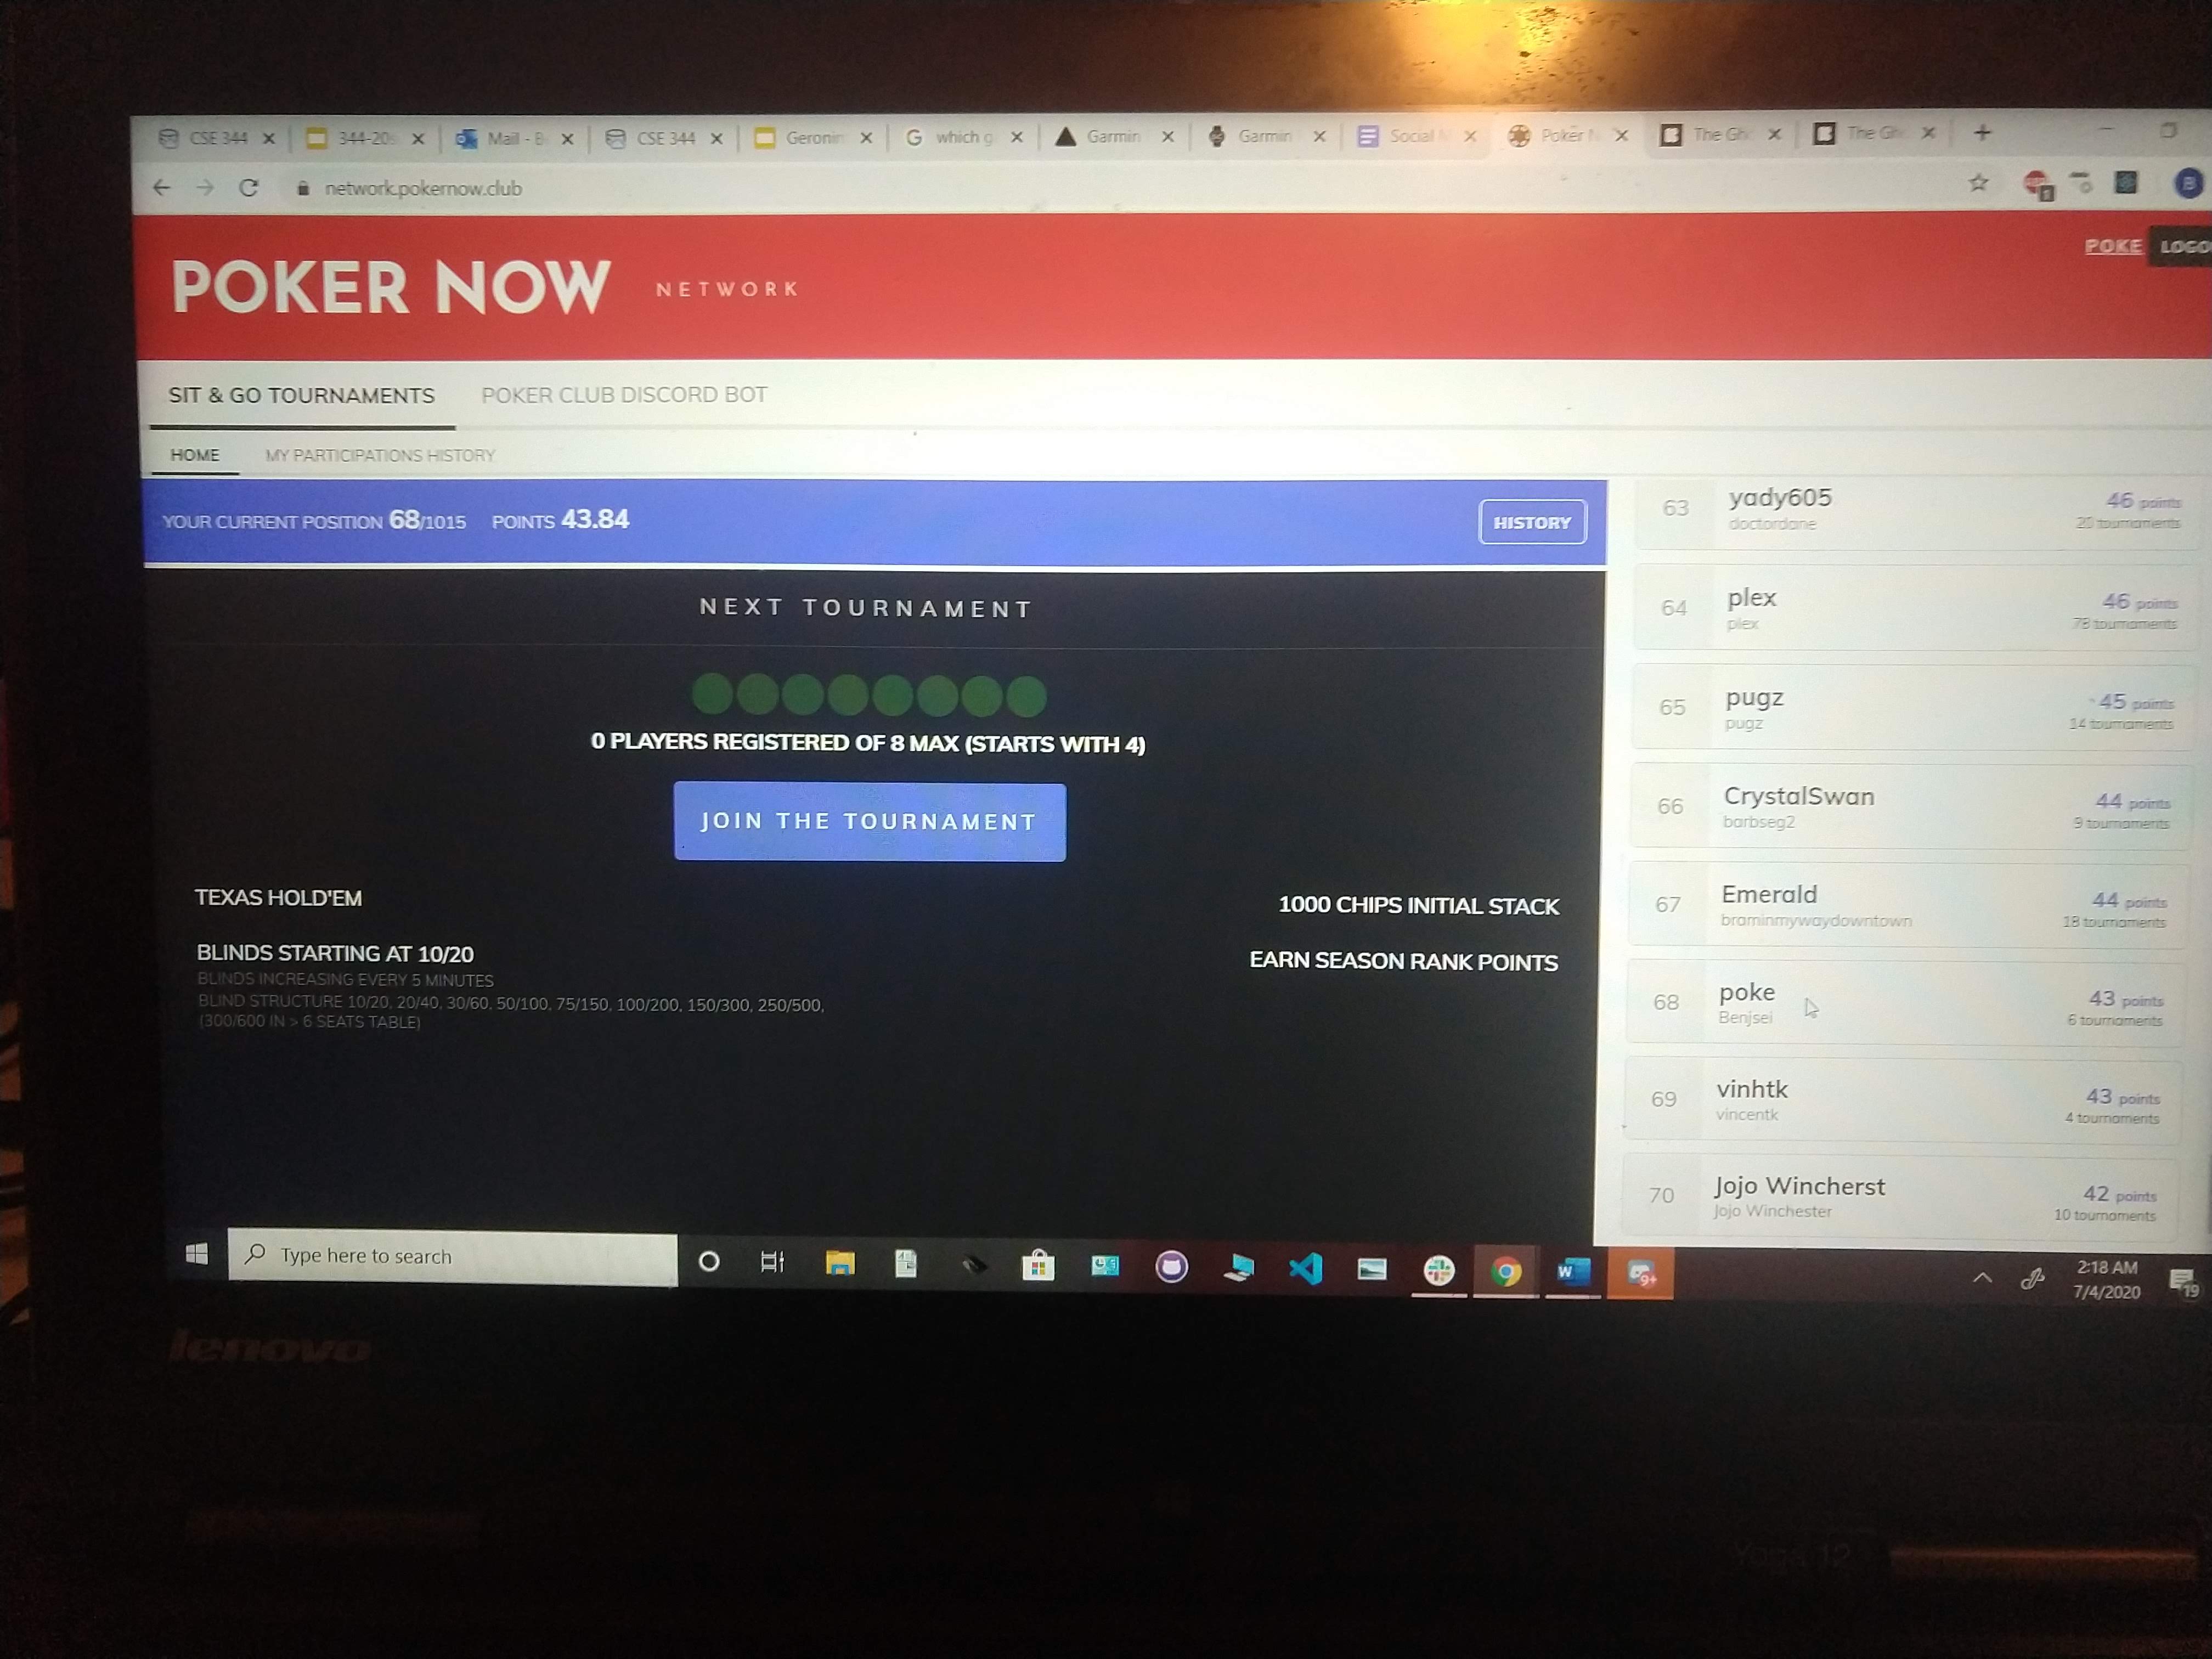 CSE 344
344-20s
Mail - B
CSE 344
Geronim
which g
Garmin
Garmin
Social M
Poker N
The Gh
The Gh
network.pokernow.club
POKE
LOGO
POKER NOW NETWORK
SIT & GO TOURNAMENTS
POKER CLUB DISCORD BOT
HOME
MY PARTICIPATIONS HISTORY
YOUR CURRENT POSITION 68/1015 POINTS 43.84
HISTORY
NEXT TOURNAMENT
0 PLAYERS REGISTERED OF 8 MAX (STARTS WITH 4)
JOIN THE TOURNAMENT
TEXAS HOLD'EM
1000 CHIPS INITIAL STACK
BLINDS STARTING AT 10/20
EARN SEASON RANK POINTS
BLINDS INCREASING EVERY 5 MINUTES
BLIND STRUCTURE 10/20, 20/40, 30/60, 50/100, 75/150, 100/200, 150/300, 250/500,
(300/600 IN > 6 SEATS TABLE)
63 yady605 46 points
doctordane tournaments
64 plex 46 points
plex 78 tournaments
65 pugz 45 points
pugz 14 tournaments
66 CrystalSwan 44 points
barbseg2 9 tournaments
67 Emerald 44 points
braminmywaydowntown 18 tournaments
68 poke 43 points
Benjsei 6 tournaments
69 vinhtk 43 points
vincentk 4 tournaments
70 Jojo Wincherst 42 points
Jojo Winchester 10 tournaments
Type here to search
9+
2:18 AM
7/4/2020
19
lenovo